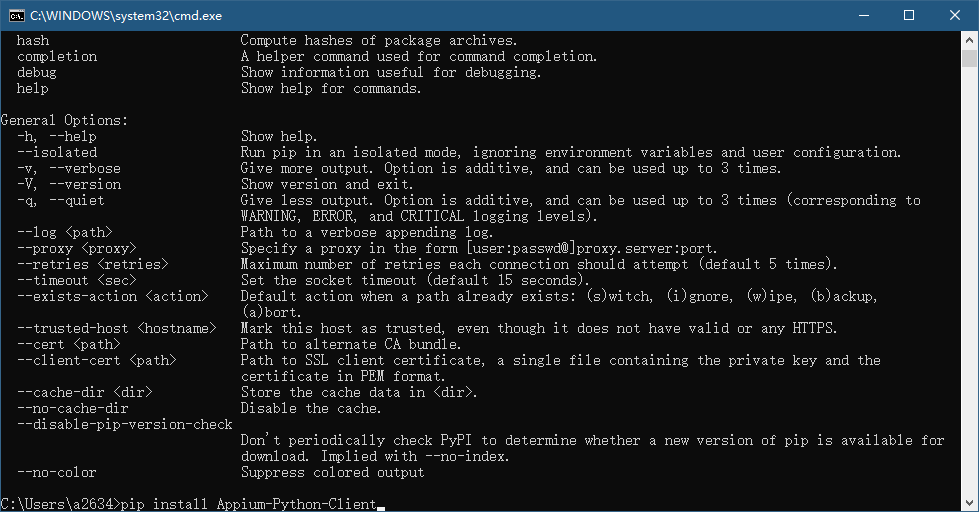 C:\WINDOWS\system32\cmd.exe
hash Compute hashes of package archives.
completion A helper command used for command completion.
debug Show information useful for debugging.
help Show help for commands.
General Options:
-h, --help Show help.
--isolated Run pip in an isolated mode, ignoring environment variables and user configuration.
-v, --verbose Give more output. Option is additive, and can be used up to 3 times.
-V, --version Show version and exit.
-q, --quiet Give less output. Option is additive, and can be used up to 3 times (corresponding to
WARNING, ERROR, and CRITICAL logging levels).
--log <path> Path to a verbose appending log.
--proxy <proxy> Specify a proxy in the form [user:passwd@]proxy.server:port.
--retries <retries> Maximum number of retries each connection should attempt (default 5 times).
--timeout <sec> Set the socket timeout (default 15 seconds).
--exists-action <action> Default action when a path already exists: (s)witch, (i)gnore, (w)ipe, (b)ackup,
(a)bort.
--trusted-host <hostname> Mark this host as trusted, even though it does not have valid or any HTTPS.
--cert <path> Path to alternate CA bundle.
--client-cert <path> Path to SSL client certificate, a single file containing the private key and the
certificate in PEM format.
--cache-dir <dir> Store the cache data in <dir>.
--no-cache-dir Disable the cache.
--disable-pip-version-check
Don't periodically check PyPI to determine whether a new version of pip is available for
download. Implied with --no-index.
--no-color Suppress colored output
C:\Users\a2634>pip install Appium-Python-Client